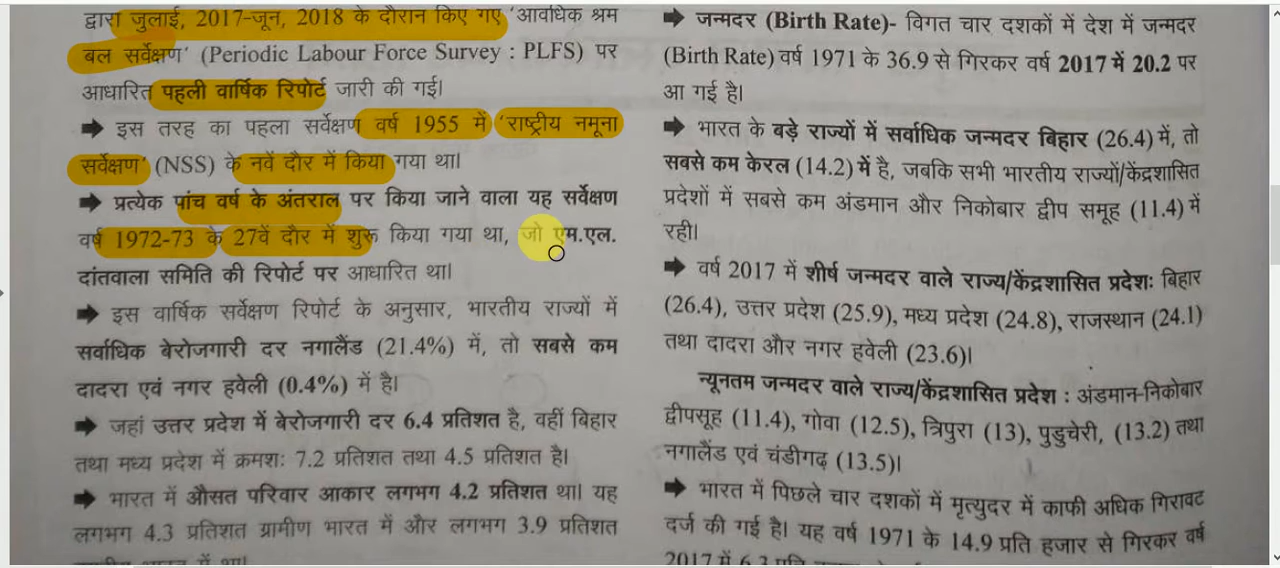 द्वारा जुलाई, 2017-जून, 2018 के दौरान किए गए 'आवधिक श्रम
बल सर्वेक्षण' (Periodic Labour Force Survey : PLFS) पर
आधारित पहली वार्षिक रिपोर्ट जारी की गई।
➡ इस तरह का पहला सर्वेक्षण वर्ष 1955 में 'राष्ट्रीय नमूना
सर्वेक्षण' (NSS) के नवें दौर में किया गया था।
➡ प्रत्येक पांच वर्ष के अंतराल पर किया जाने वाला यह सर्वेक्षण
वर्ष 1972-73 के 27वें दौर में शुरू किया गया था, जो एम.एल.
दांतवाला समिति की रिपोर्ट पर आधारित था।
➡ इस वार्षिक सर्वेक्षण रिपोर्ट के अनुसार, भारतीय राज्यों में
सर्वाधिक बेरोजगारी दर नगालैंड (21.4%) में, तो सबसे कम
दादरा एवं नगर हवेली (0.4%) में है।
➡ जहां उत्तर प्रदेश में बेरोजगारी दर 6.4 प्रतिशत है, वहीं बिहार
तथा मध्य प्रदेश में क्रमशः 7.2 प्रतिशत तथा 4.5 प्रतिशत है।
➡ भारत में औसत परिवार आकार लगभग 4.2 प्रतिशत था। यह
लगभग 4.3 प्रतिशत ग्रामीण भारत में और लगभग 3.9 प्रतिशत
➡ जन्मदर (Birth Rate)- विगत चार दशकों में देश में जन्मदर
(Birth Rate) वर्ष 1971 के 36.9 से गिरकर वर्ष 2017 में 20.2 पर
आ गई है।
➡ भारत के बड़े राज्यों में सर्वाधिक जन्मदर बिहार (26.4) में, तो
सबसे कम केरल (14.2) में है, जबकि सभी भारतीय राज्यों/केंद्रशासित
प्रदेशों में सबसे कम अंडमान और निकोबार द्वीप समूह (11.4) में
रही।
➡ वर्ष 2017 में शीर्ष जन्मदर वाले राज्य/केंद्रशासित प्रदेशः बिहार
(26.4), उत्तर प्रदेश (25.9), मध्य प्रदेश (24.8), राजस्थान (24.1)
तथा दादरा और नगर हवेली (23.6)।
न्यूनतम जन्मदर वाले राज्य/केंद्रशासित प्रदेश : अंडमान-निकोबार
द्वीपसूह (11.4), गोवा (12.5), त्रिपुरा (13), पुडुचेरी, (13.2) तथा
नगालैंड एवं चंडीगढ़ (13.5)।
➡ भारत में पिछले चार दशकों में मृत्युदर में काफी अधिक गिरावट
दर्ज की गई है। यह वर्ष 1971 के 14.9 प्रति हजार से गिरकर वर्ष
2017 में 6.3